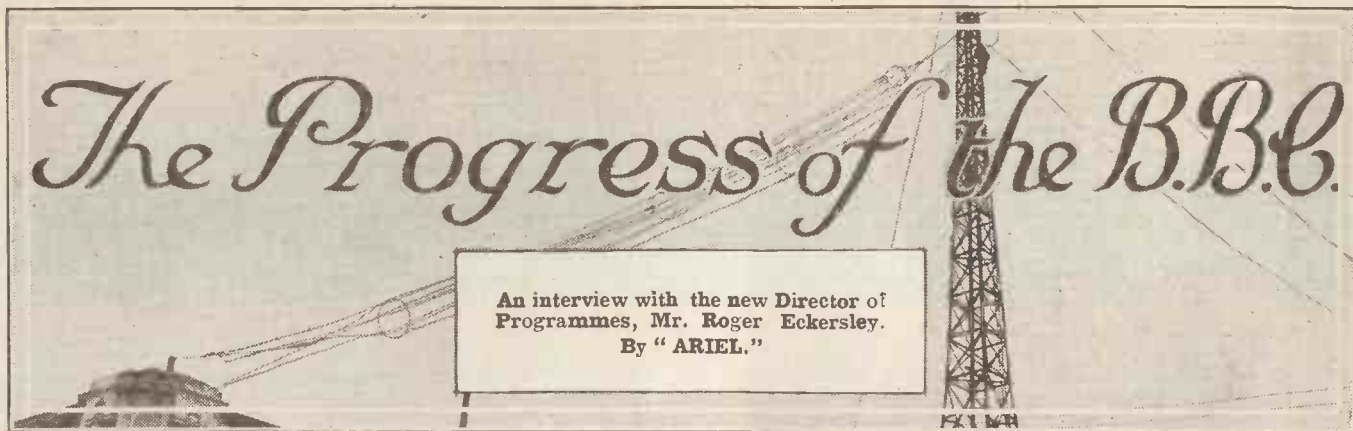 The Progress of the B.B.C.
An interview with the new Director of
Programmes, Mr. Roger Eckersley.
By “ ARIEL.”